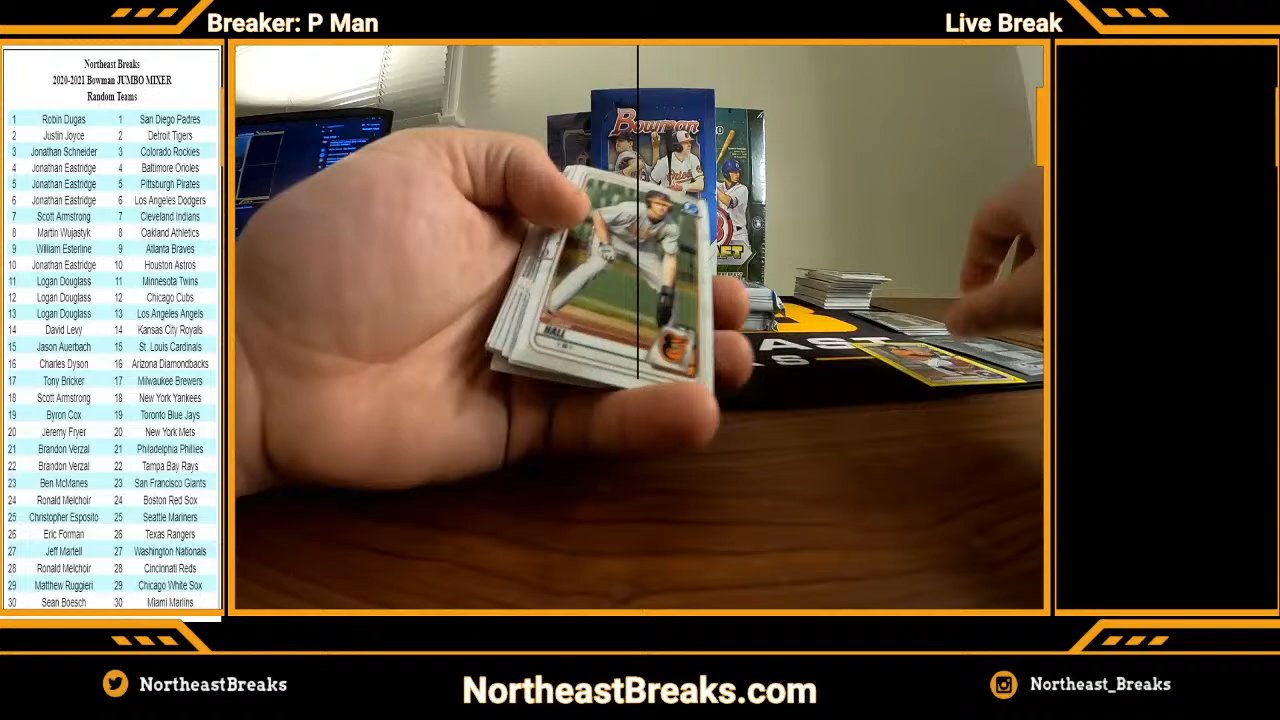 Breaker: P Man
Live Break
Northeast Breaks
2020-2021 Bowman JUMBO MIXER
Random Teams
1 Robin Dugas 1 San Diego Padres
2 Justin Joyce 2 Detroit Tigers
3 Jonathan Schneider 3 Colorado Rockies
4 Jonathan Eastridge 4 Baltimore Orioles
5 Jonathan Eastridge 5 Pittsburgh Pirates
6 Jonathan Eastridge 6 Los Angeles Dodgers
7 Scott Armstrong 7 Cleveland Indians
8 Martin Wujastyk 8 Oakland Athletics
9 William Esterline 9 Atlanta Braves
10 Jonathan Eastridge 10 Houston Astros
11 Logan Douglass 11 Minnesota Twins
12 Logan Douglass 12 Chicago Cubs
13 Logan Douglass 13 Los Angeles Angels
14 David Levy 14 Kansas City Royals
15 Jason Auerbach 15 St. Louis Cardinals
16 Charles Dyson 16 Arizona Diamondbacks
17 Tony Bricker 17 Milwaukee Brewers
18 Scott Armstrong 18 New York Yankees
19 Byron Cox 19 Toronto Blue Jays
20 Jeremy Fryer 20 New York Mets
21 Brandon Verzal 21 Philadelphia Phillies
22 Brandon Verzal 22 Tampa Bay Rays
23 Ben McManes 23 San Francisco Giants
24 Ronald Melchoir 24 Boston Red Sox
25 Christopher Esposito 25 Seattle Mariners
26 Eric Forman 26 Texas Rangers
27 Jeff Martell 27 Washington Nationals
28 Ronald Melchoir 28 Cincinnati Reds
29 Matthew Ruggieri 29 Chicago White Sox
30 Sean Boesch 30 Miami Marlins
Bowman
Orioles
HALL
NortheastBreaks
NortheastBreaks.com
Northeast_Breaks